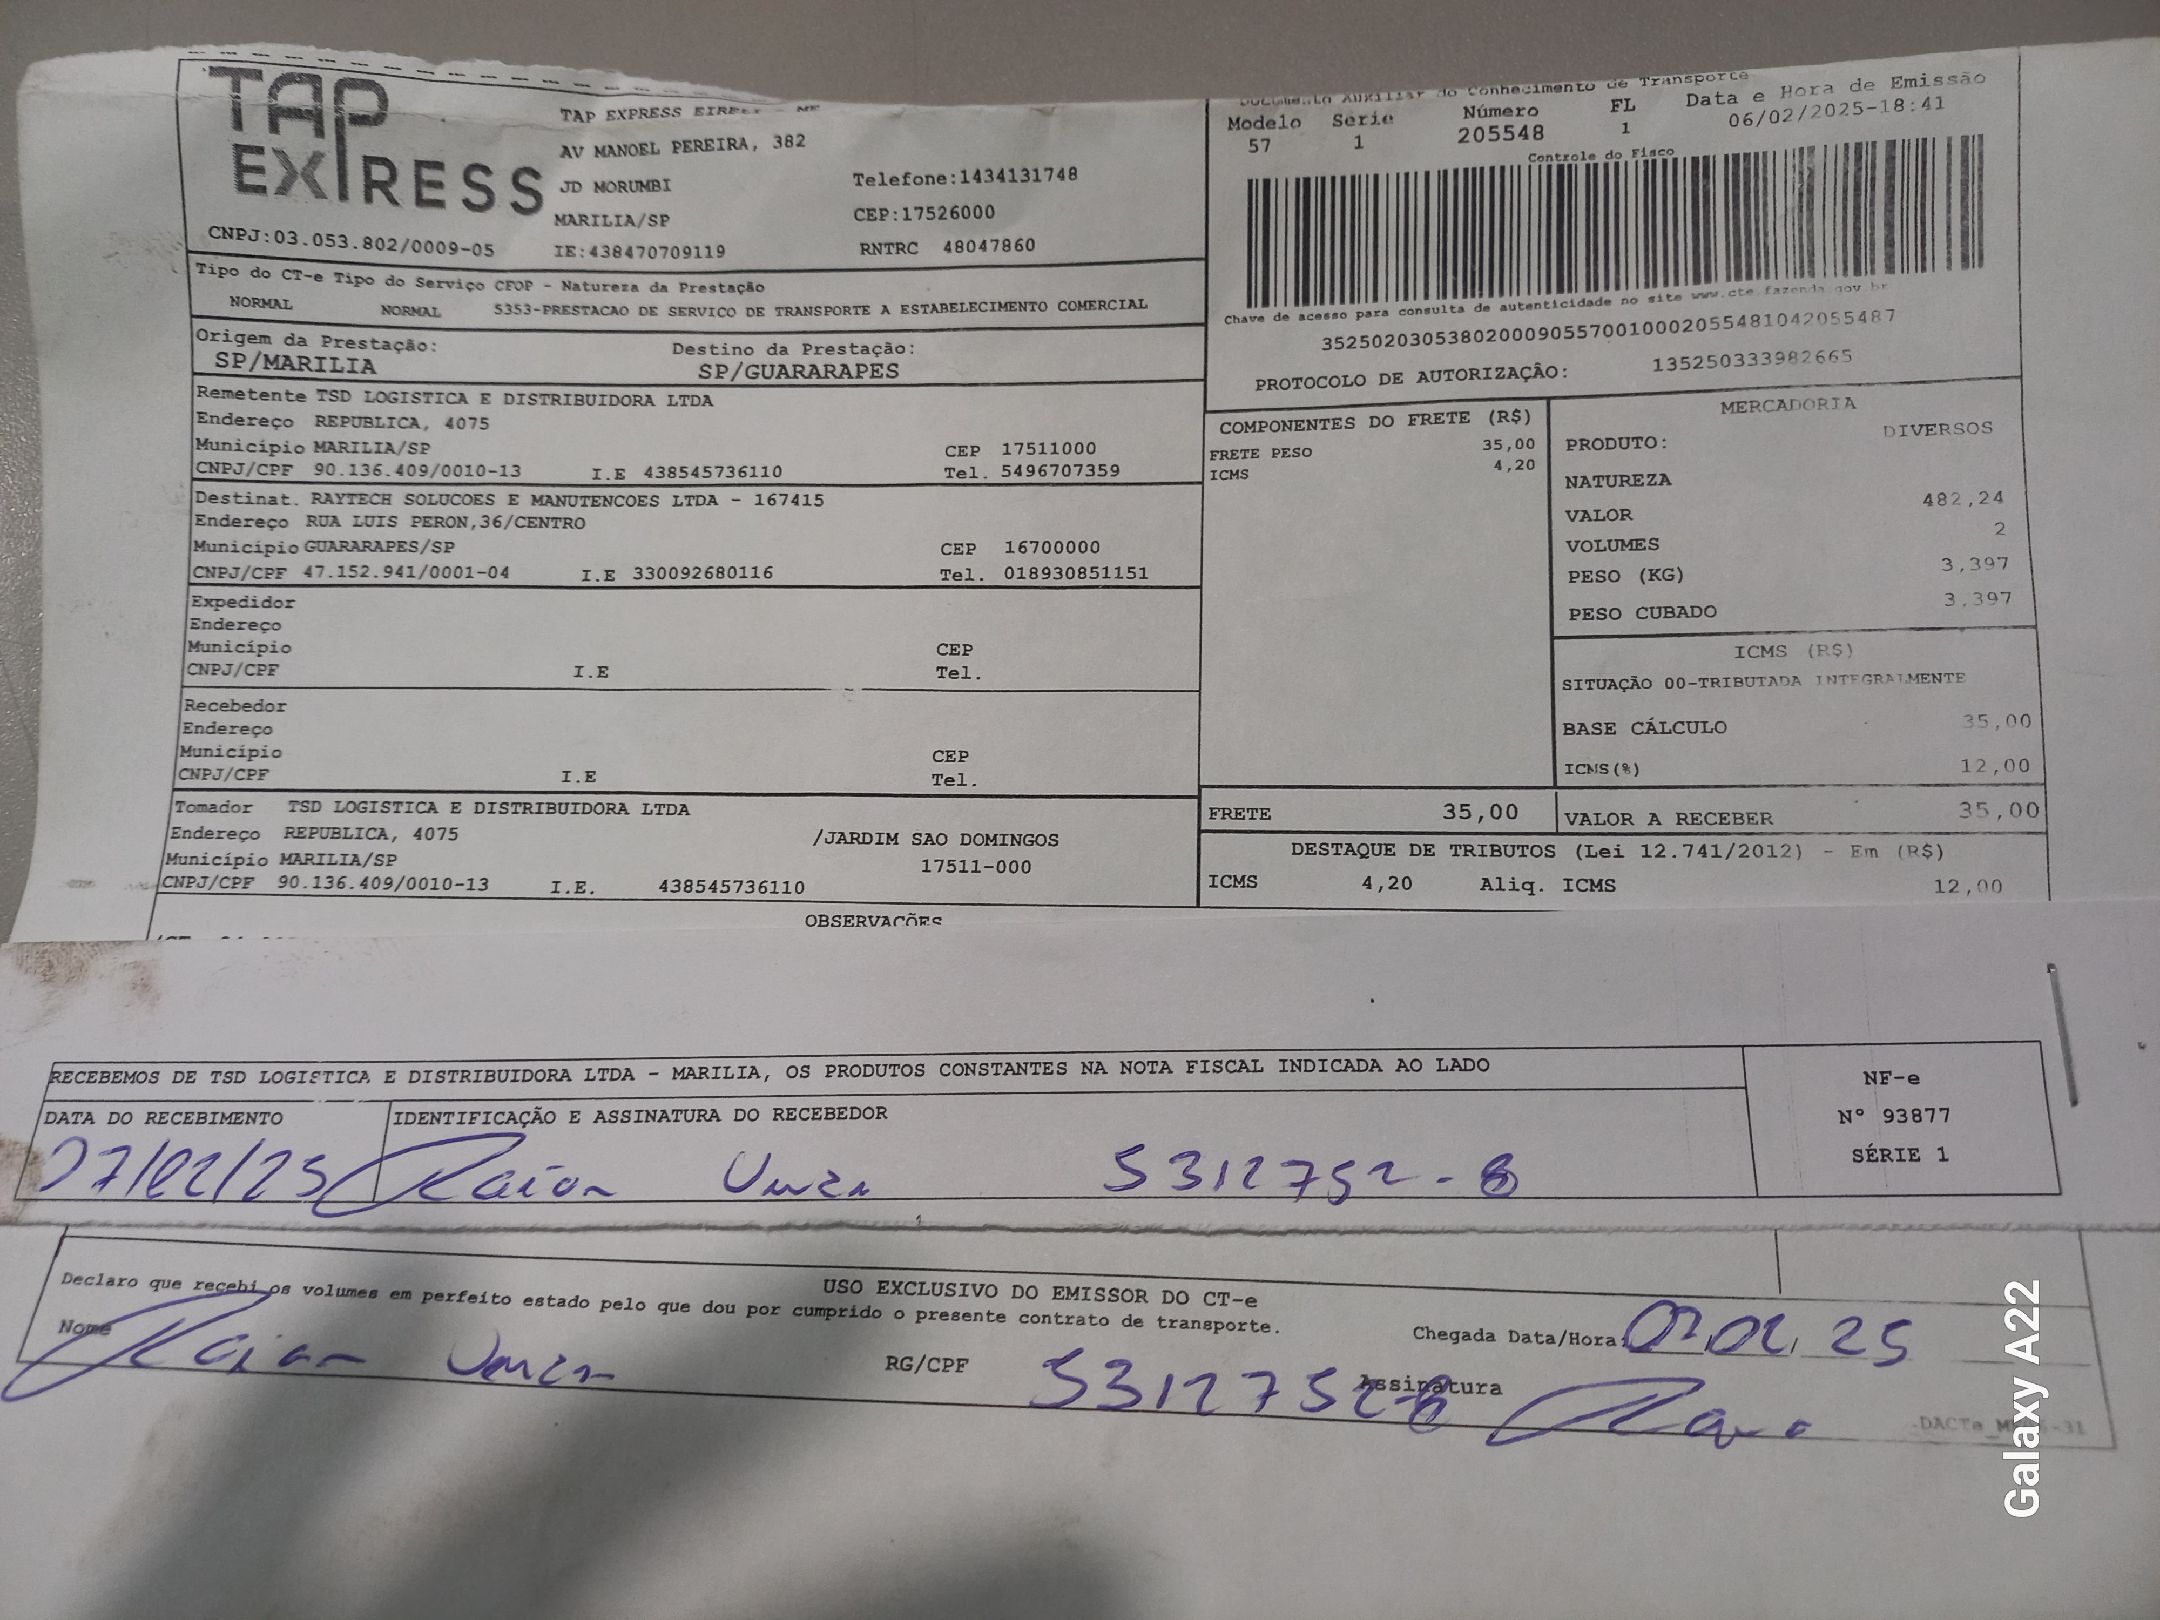 TAP
EXPRESS
TAP EXPRESS
AV MANOEL PEREIRA, 382
JD MORUMBI
Telefone:1434131748
MARILIA/SP
CEP:17526000
CNPJ:03.053.802/0009-05
IE:438470709119
RNTRC 48047860
Documento Auxiliar do Conhecimento de Transporte
Modelo Serie Número FL Data e Hora de Emissão
57 1 205548 1 06/02/2025-18:41
Controle do Fisco
Chave de acesso para consulta de autenticidade no site www.cte.fazenda.gov.br
35250203053802000905570010002055481042055487
PROTOCOLO DE AUTORIZAÇÃO: 135250333982665
Tipo do CT-e Tipo do Serviço CFOP - Natureza da Prestação
NORMAL NORMAL 5353-PRESTACAO DE SERVICO DE TRANSPORTE A ESTABELECIMENTO COMERCIAL
Origem da Prestação: Destino da Prestação:
SP/MARILIA SP/GUARARAPES
Remetente TSD LOGISTICA E DISTRIBUIDORA LTDA
Endereço REPUBLICA, 4075
Município MARILIA/SP CEP 17511000
CNPJ/CPF 90.136.409/0010-13 I.E 438545736110 Tel. 5496707359
Destinat. RAYTECH SOLUCOES E MANUTENCOES LTDA - 167415
Endereço RUA LUIS PERON,36/CENTRO
Município GUARARAPES/SP CEP 16700000
CNPJ/CPF 47.152.941/0001-04 I.E 330092680116 Tel. 018930851151
Expedidor
Endereço
Município CEP
CNPJ/CPF I.E Tel.
Recebedor
Endereço
Município CEP
CNPJ/CPF I.E Tel.
Tomador TSD LOGISTICA E DISTRIBUIDORA LTDA
Endereço REPUBLICA, 4075 /JARDIM SAO DOMINGOS
Município MARILIA/SP 17511-000
CNPJ/CPF 90.136.409/0010-13 I.E. 438545736110
COMPONENTES DO FRETE (R$)
FRETE PESO 35,00
ICMS 4,20
MERCADORIA
PRODUTO: DIVERSOS
NATUREZA
VALOR 482,24
VOLUMES 2
PESO (KG) 3,397
PESO CUBADO 3,397
ICMS (R$)
SITUAÇÃO 00-TRIBUTADA INTEGRALMENTE
BASE CÁLCULO 35,00
ICMS(%) 12,00
FRETE 35,00 VALOR A RECEBER 35,00
DESTAQUE DE TRIBUTOS (Lei 12.741/2012) - Em (R$)
ICMS 4,20 Aliq. ICMS 12,00
OBSERVAÇÕES
RECEBEMOS DE TSD LOGISTICA E DISTRIBUIDORA LTDA - MARILIA, OS PRODUTOS CONSTANTES NA NOTA FISCAL INDICADA AO LADO
NF-e
Nº 93877
SÉRIE 1
DATA DO RECEBIMENTO IDENTIFICAÇÃO E ASSINATURA DO RECEBEDOR
07/02/25 5312752-8
USO EXCLUSIVO DO EMISSOR DO CT-e
Declaro que recebi os volumes em perfeito estado pelo que dou por cumprido o presente contrato de transporte.
Nome RG/CPF 5312752-8 Chegada Data/Hora: 07 02 25
Assinatura
Galaxy A22